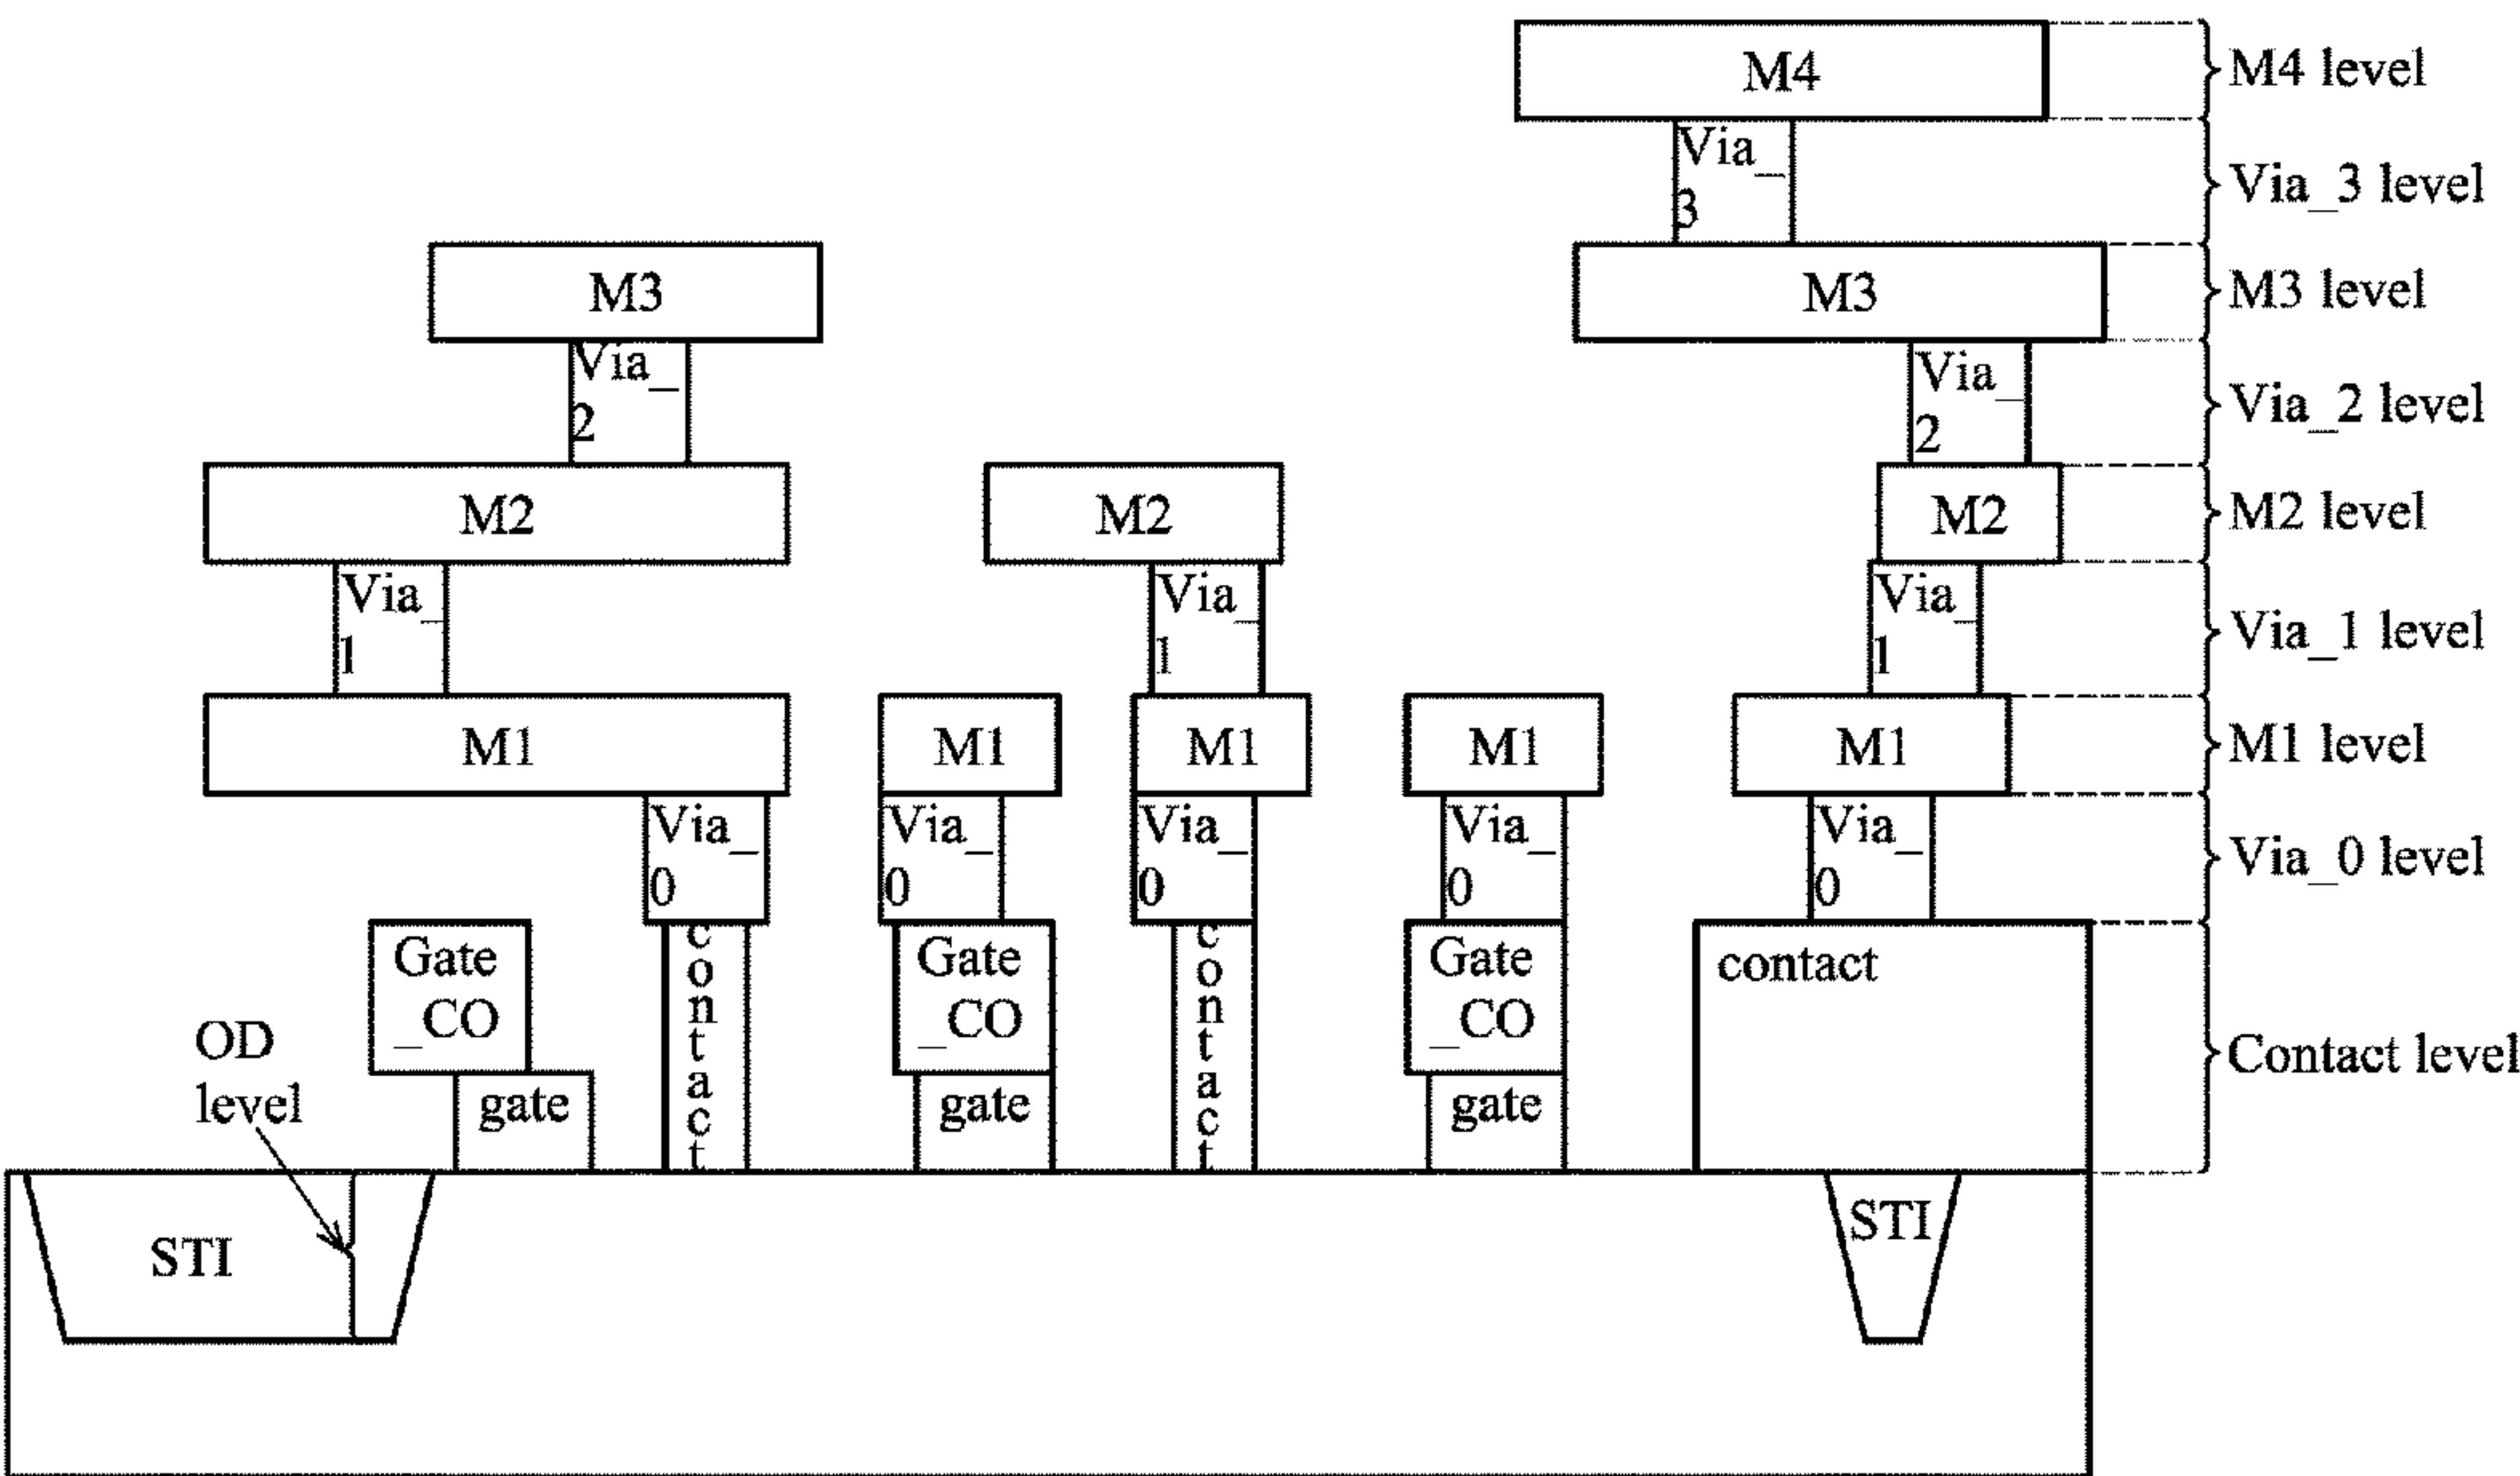 M4
M4 level
Via_
3
Via_3 level
M3
M3
M3 level
Via_
2
Via_
2
Via_2 level
M2
M2
M2
M2 level
Via_
1
Via_
1
Via_
1
Via_1 level
M1
M1
M1
M1
M1
M1 level
Via_
0
Via_
0
Via_
0
Via_
0
Via_
0
Via_0 level
Gate
_CO
contact
Gate
_CO
contact
Gate
_CO
contact
Contact level
OD
level
gate
gate
gate
STI
STI